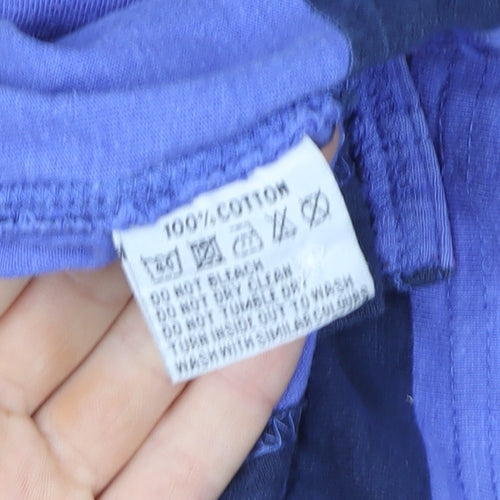 100% COTTON
DO NOT BLEACH
DO NOT DRY CLEAN
DO NOT TUMBLE DRY
TURN INSIDE OUT TO WASH
WASH WITH SIMILAR COLOURS